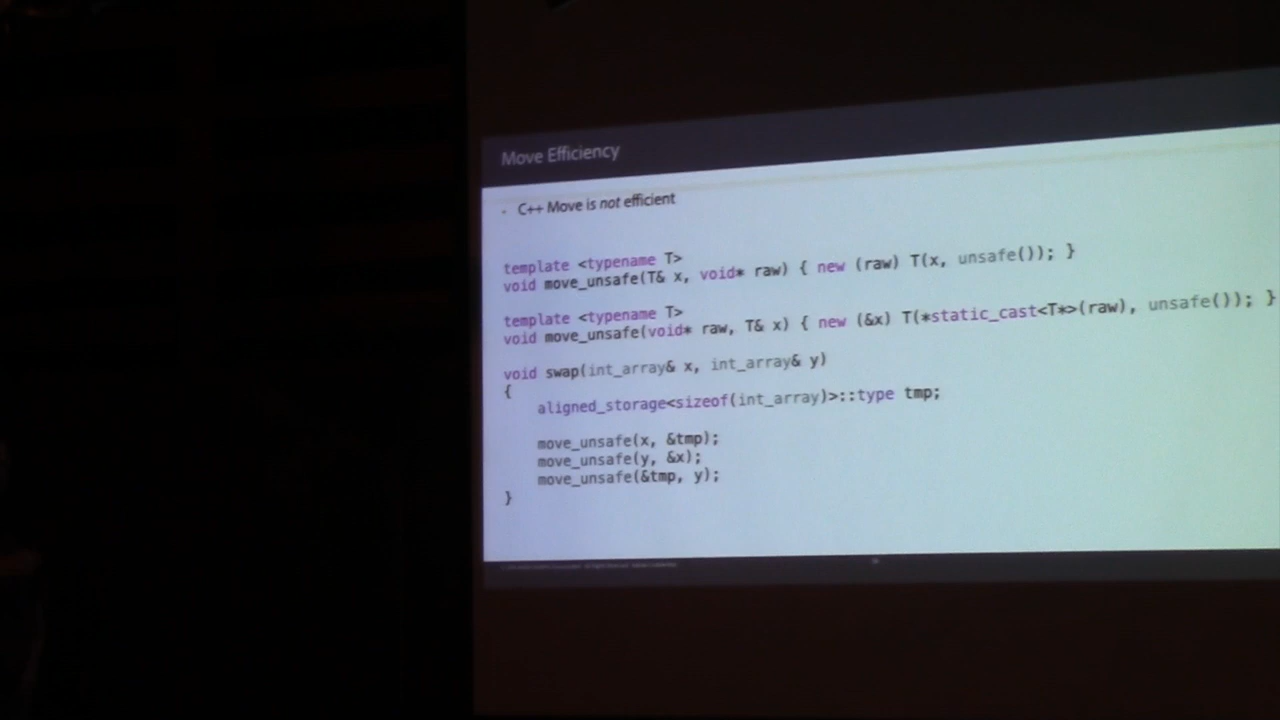 Move Efficiency
- C++ Move is not efficient
template <typename T>
void move_unsafe(T& x, void* raw) { new (raw) T(x, unsafe()); }
template <typename T>
void move_unsafe(void* raw, T& x) { new (&x) T(*static_cast<T*>(raw), unsafe()); }
void swap(int_array& x, int_array& y)
{
aligned_storage<sizeof(int_array)>::type tmp;
move_unsafe(x, &tmp);
move_unsafe(y, &x);
move_unsafe(&tmp, y);
}